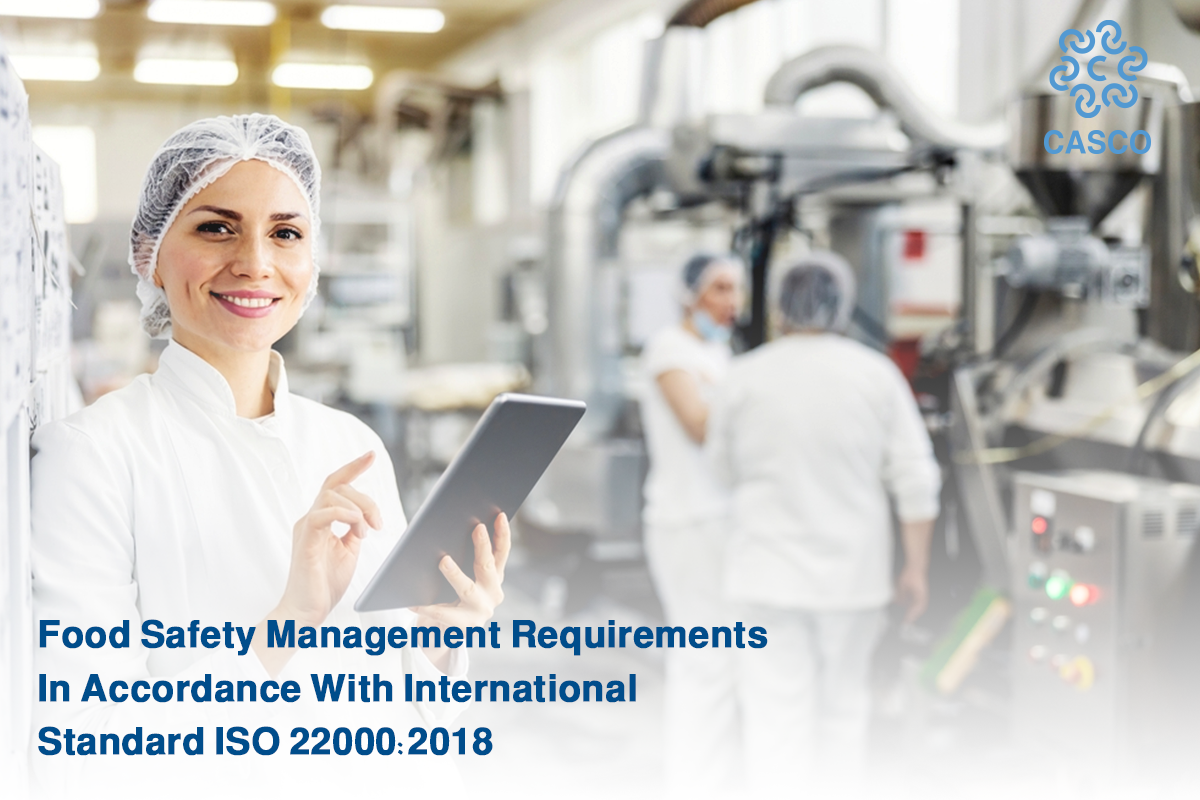 C
CASCO
Food Safety Management Requirements
In Accordance With International
Standard ISO 22000:2018